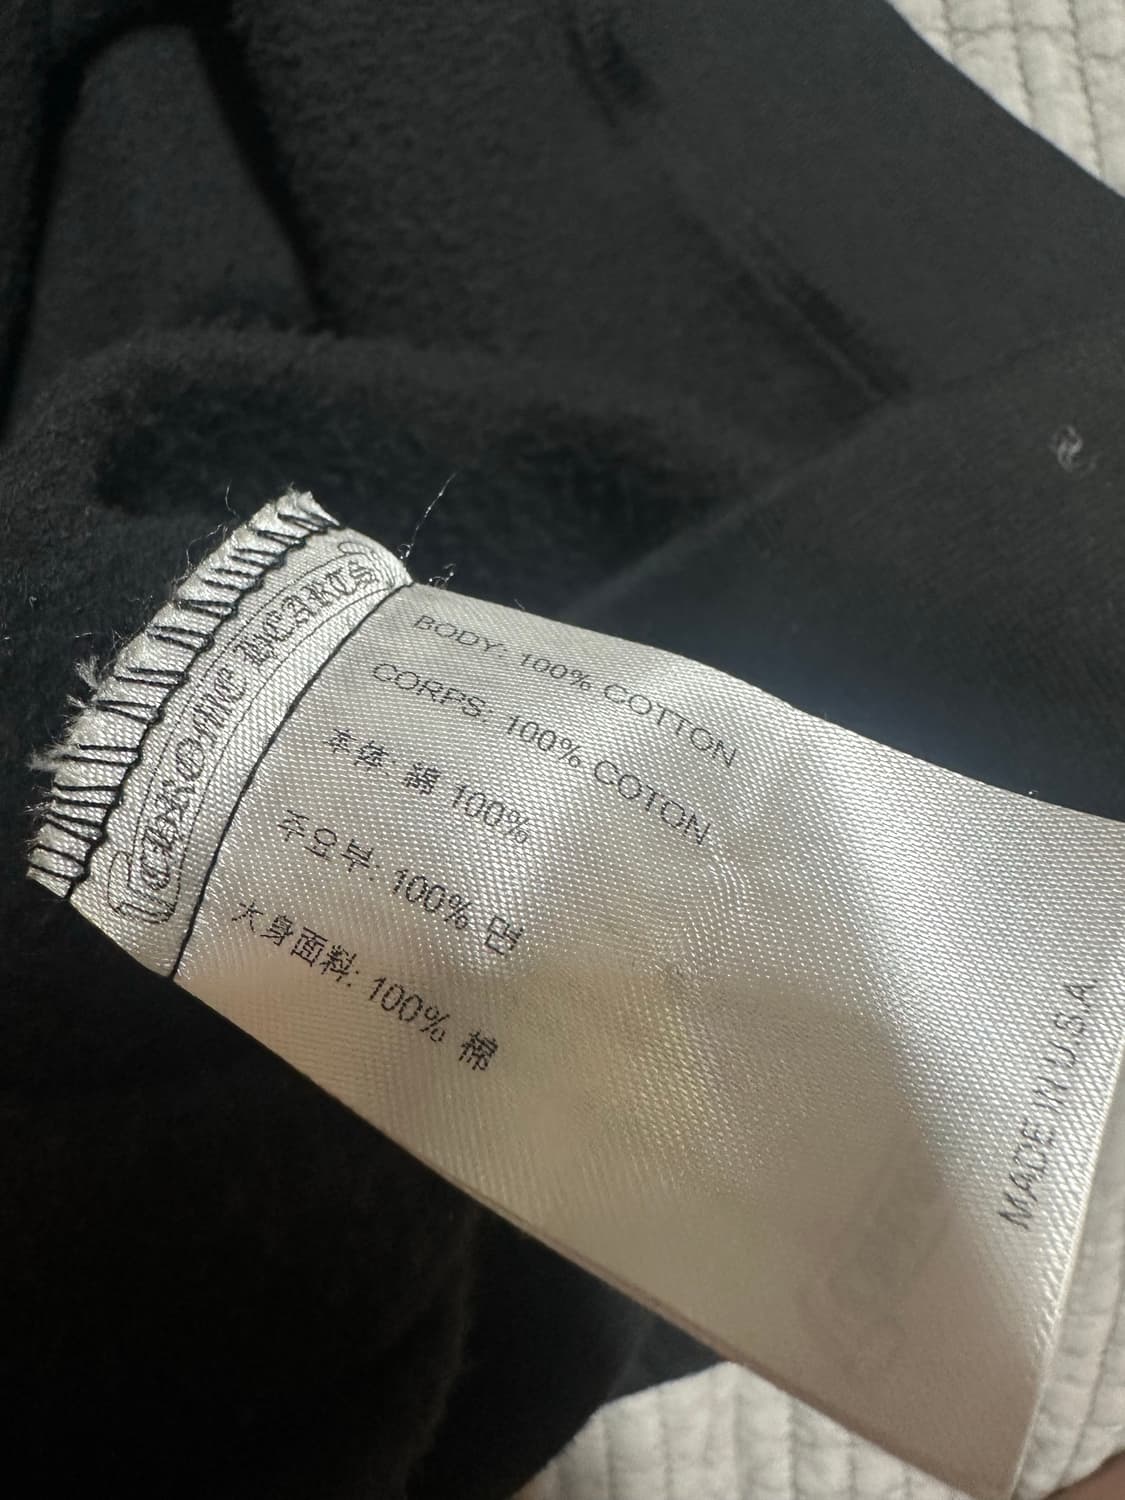 CHROME HEARTS
BODY: 100% COTTON
CORPS: 100% COTON
本体: 綿 100%
주요부: 100% 면
大身面料: 100% 棉
MADE IN U.S.A.